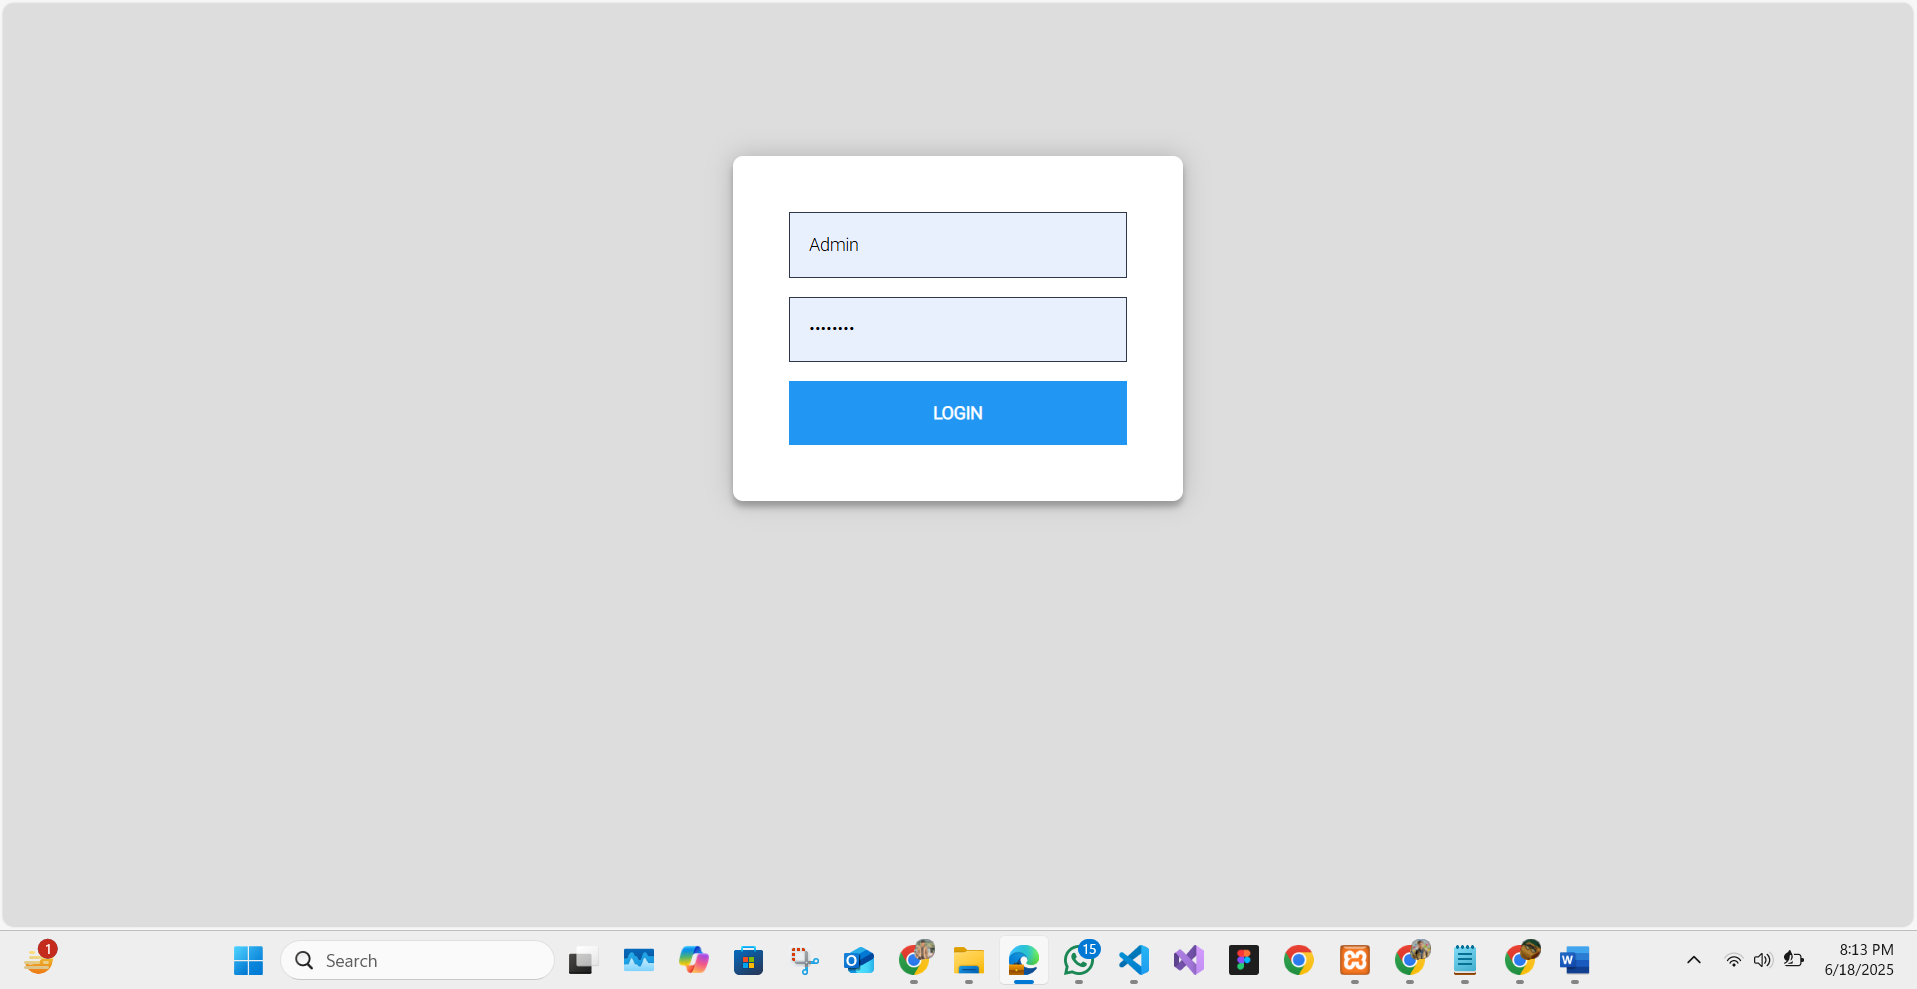 Admin
••••••••
LOGIN
1
Search
O
15
W
8:13 PM
6/18/2025